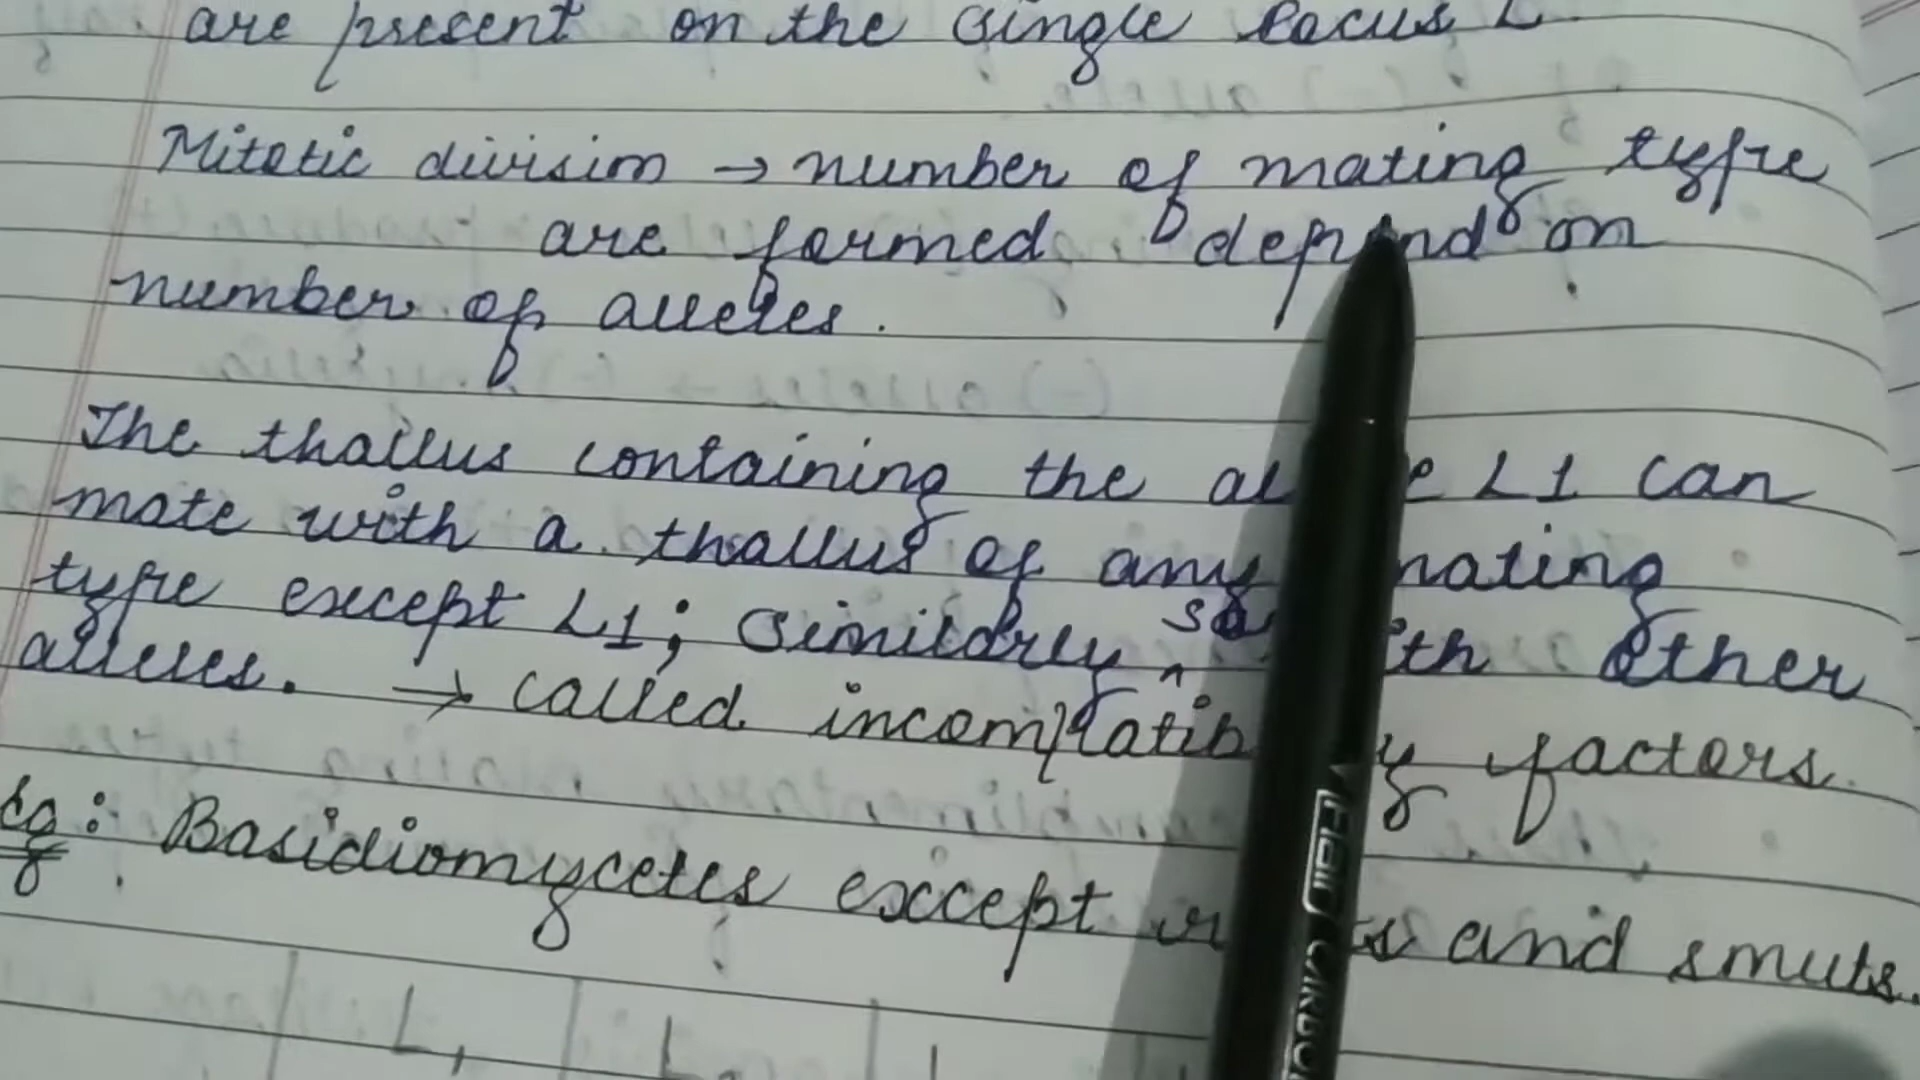 are present on the single locus L
Mitotic division → number of mating type
are formed depend on
number of alleles.
The thallus containing the L1 can
mate with a thallus of any mating
type except L1; Similarly other
alleles. → called factors.
Eg: Basidiomycetes except and smuts.
L1 L L